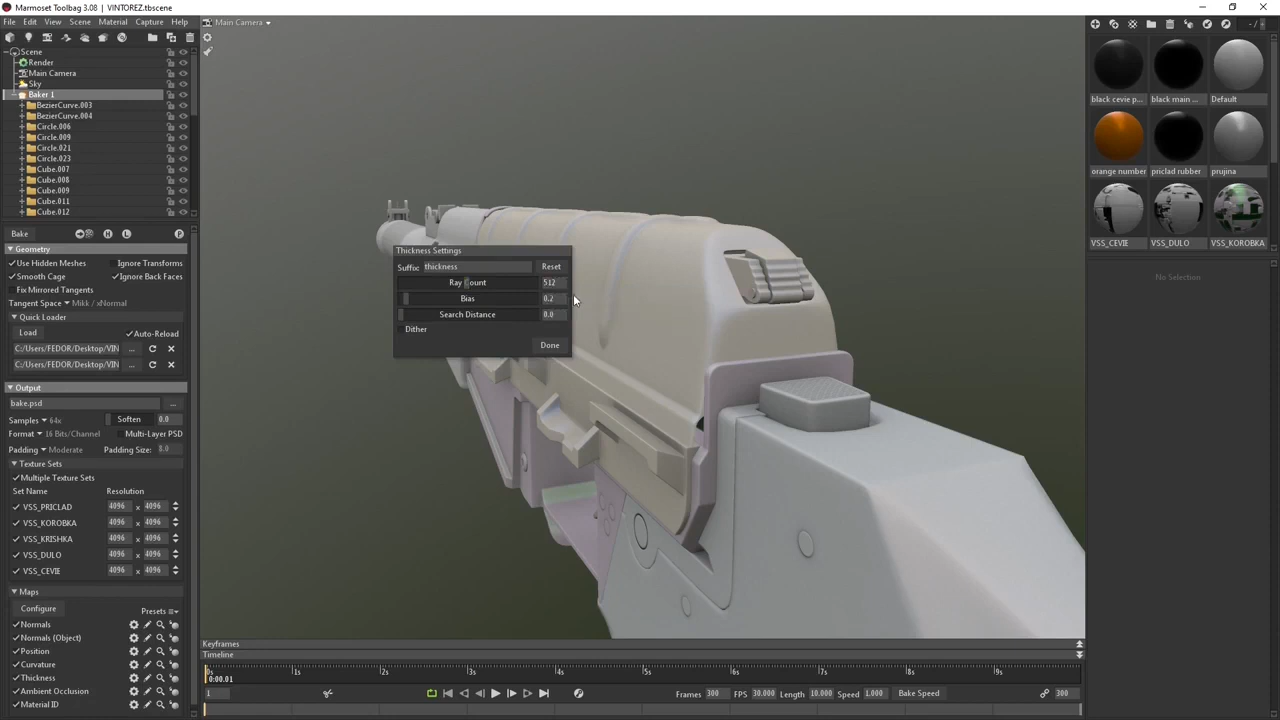 Marmoset Toolbag 3.08 | VINTOREZ.tbscene
File Edit View Scene Material Capture Help
Main Camera
- /
Scene
Render
Main Camera
Sky
Baker 1
BezierCurve.003
BezierCurve.004
Circle.006
Circle.009
Circle.021
Circle.023
Cube.007
Cube.008
Cube.009
Cube.011
Cube.012
black cevie p...
black main ...
Default
orange number
priclad rubber
prujina
VSS_CEVIE
VSS_DULO
VSS_KOROBKA
No Selection
Bake H L P
Geometry
Use Hidden Meshes Ignore Transforms
Smooth Cage Ignore Back Faces
Fix Mirrored Tangents
Tangent Space Mikk / xNormal
Quick Loader
Load Auto-Reload
C:/Users/FEDOR/Desktop/VIN ...
C:/Users/FEDOR/Desktop/VIN ...
Output
bake.psd ...
Samples 64x Soften 0.0
Format 16 Bits/Channel Multi-Layer PSD
Padding Moderate Padding Size: 8.0
Texture Sets
Multiple Texture Sets
Set Name Resolution
VSS_PRICLAD 4096 x 4096
VSS_KOROBKA 4096 x 4096
VSS_KRISHKA 4096 x 4096
VSS_DULO 4096 x 4096
VSS_CEVIE 4096 x 4096
Maps
Configure Presets
Normals
Normals (Object)
Position
Curvature
Thickness
Ambient Occlusion
Material ID
Thickness Settings
Suffix: thickness Reset
Ray Count 512
Bias 0.2
Search Distance 0.0
Dither
Done
Keyframes
Timeline
1s 2s 3s 4s 5s 6s 7s 8s 9s
0:00.01
1 Frames 300 FPS 30.000 Length 10.000 Speed 1.000 Bake Speed 300